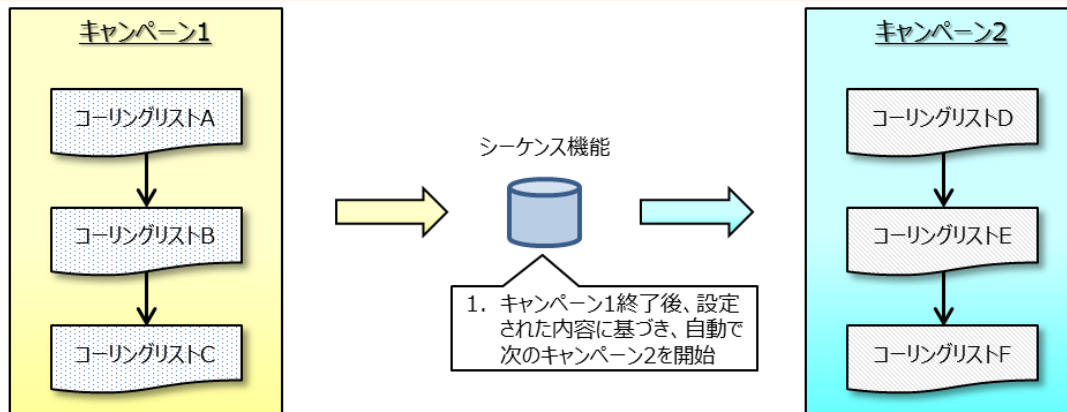 キャンペーン1
コーリングリストA
コーリングリストB
コーリングリストC
シーケンス機能
1. キャンペーン1終了後、設定
された内容に基づき、自動で
次のキャンペーン2を開始
キャンペーン2
コーリングリストD
コーリングリストE
コーリングリストF